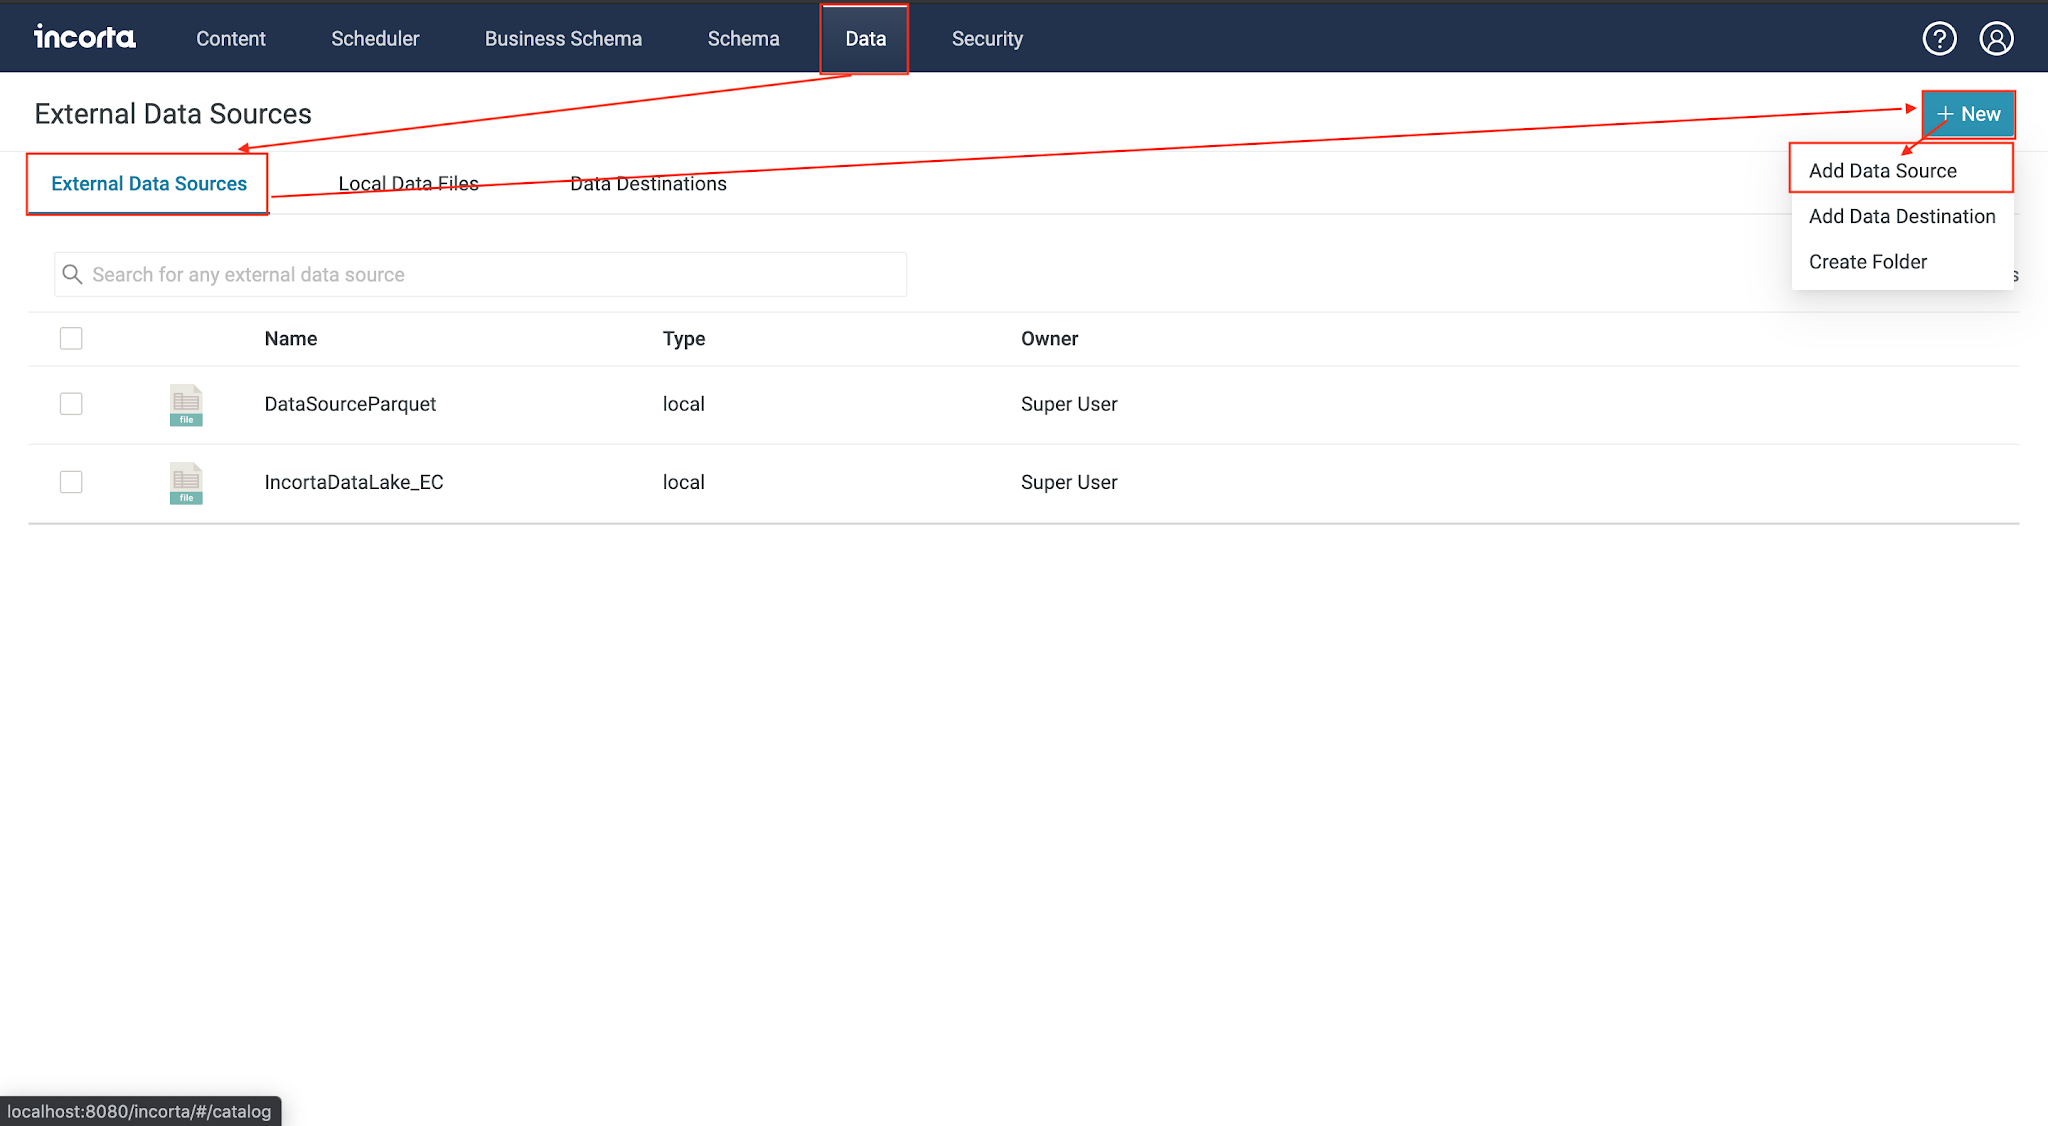 incorta Content Scheduler Business Schema Schema Data Security ?
External Data Sources + New
External Data Sources Local Data Files Data Destinations
Add Data Source
Add Data Destination
Create Folder
Search for any external data source s
Name Type Owner
file DataSourceParquet local Super User
file IncortaDataLake_EC local Super User
localhost:8080/incorta/#/catalog